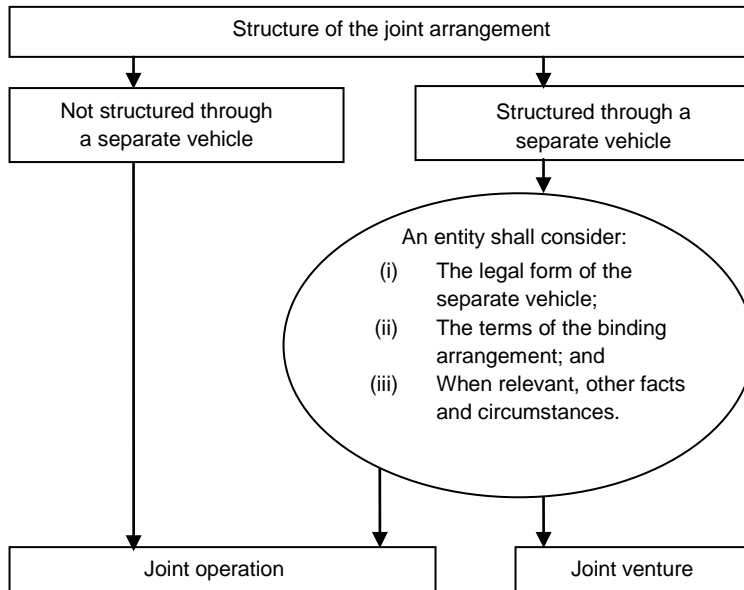 Structure of the joint arrangement
Not structured through
a separate vehicle
Structured through a
separate vehicle
An entity shall consider:
(i) The legal form of the
separate vehicle;
(ii) The terms of the binding
arrangement; and
(iii) When relevant, other facts
and circumstances.
Joint operation
Joint venture